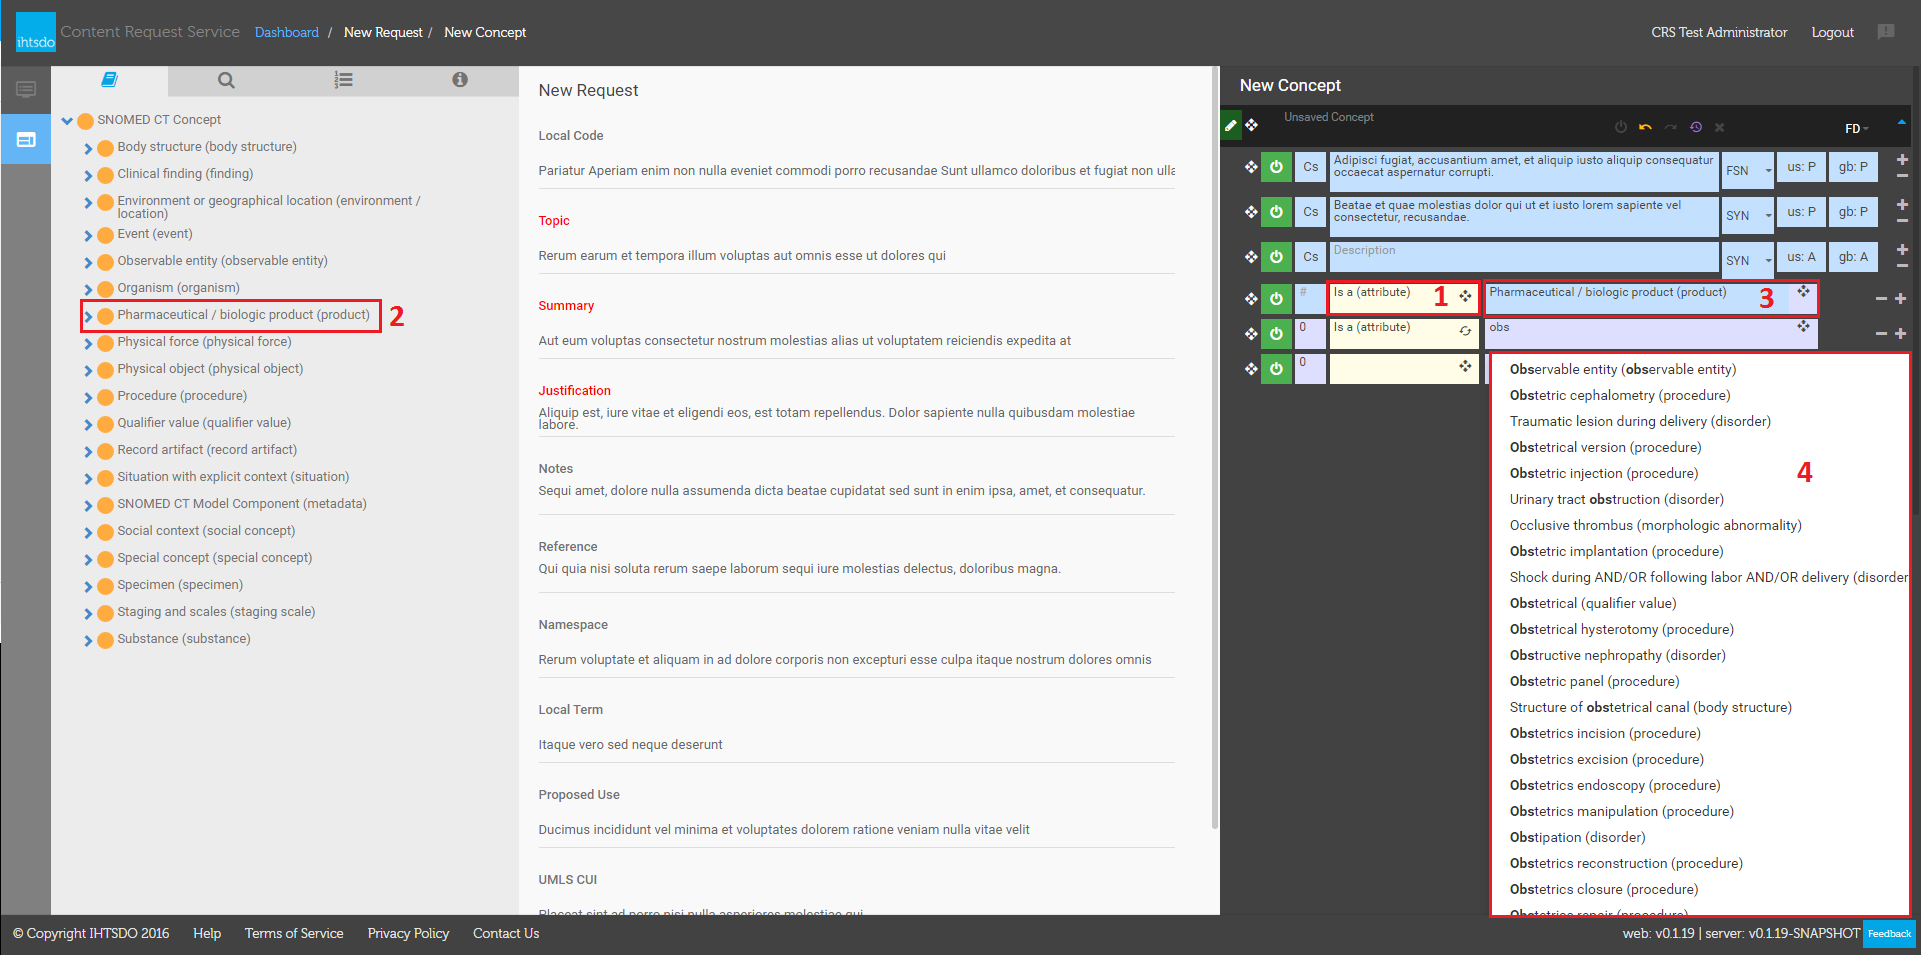 ihtsdo
Content Request Service
Dashboard / New Request / New Concept
CRS Test Administrator
Logout
SNOMED CT Concept
Body structure (body structure)
Clinical finding (finding)
Environment or geographical location (environment /
location)
Event (event)
Observable entity (observable entity)
Organism (organism)
Pharmaceutical / biologic product (product)
2
Physical force (physical force)
Physical object (physical object)
Procedure (procedure)
Qualifier value (qualifier value)
Record artifact (record artifact)
Situation with explicit context (situation)
SNOMED CT Model Component (metadata)
Social context (social concept)
Special concept (special concept)
Specimen (specimen)
Staging and scales (staging scale)
Substance (substance)
New Request
Local Code
Pariatur Aperiam enim non nulla eveniet commodi porro recusandae Sunt ullamco doloribus et fugiat non ulla
Topic
Rerum earum et tempora illum voluptas aut omnis esse ut dolores qui
Summary
Aut eum voluptas consectetur nostrum molestias alias ut voluptatem reiciendis expedita at
Justification
Aliquip est, iure vitae et eligendi eos, est totam repellendus. Dolor sapiente nulla quibusdam molestiae
labore.
Notes
Sequi amet, dolore nulla assumenda dicta beatae cupidatat sed sunt in enim ipsa, amet, et consequatur.
Reference
Qui quia nisi soluta rerum saepe laborum sequi iure molestias delectus, doloribus magna.
Namespace
Rerum voluptate et aliquam in ad dolore corporis non excepturi esse culpa itaque nostrum dolores omnis
Local Term
Itaque vero sed neque deserunt
Proposed Use
Ducimus incididunt vel minima et voluptates dolorem ratione veniam nulla vitae velit
UMLS CUI
Placeat sint ad porro nisi nulla asperiores molestiae qui
New Concept
Unsaved Concept
FD
Cs
Adipisci fugiat, accusantium amet, et aliquip iusto aliquip consequatur
occaecat aspernatur corrupti.
FSN
us: P
gb: P
Cs
Beatae et quae molestias dolor qui ut et iusto lorem sapiente vel
consectetur, recusandae.
SYN
us: P
gb: P
Cs
Description
SYN
us: A
gb: A
#
Is a (attribute)
1
Pharmaceutical / biologic product (product)
3
0
Is a (attribute)
obs
0
Observable entity (observable entity)
Obstetric cephalometry (procedure)
Traumatic lesion during delivery (disorder)
Obstetrical version (procedure)
4
Obstetric injection (procedure)
Urinary tract obstruction (disorder)
Occlusive thrombus (morphologic abnormality)
Obstetric implantation (procedure)
Shock during AND/OR following labor AND/OR delivery (disorder
Obstetrical (qualifier value)
Obstetrical hysterotomy (procedure)
Obstructive nephropathy (disorder)
Obstetric panel (procedure)
Structure of obstetrical canal (body structure)
Obstetrics incision (procedure)
Obstetrics excision (procedure)
Obstetrics endoscopy (procedure)
Obstetrics manipulation (procedure)
Obstipation (disorder)
Obstetrics reconstruction (procedure)
Obstetrics closure (procedure)
Obstetrics repair (procedure)
© Copyright IHTSDO 2016
Help
Terms of Service
Privacy Policy
Contact Us
web: v0.1.19 | server: v0.1.19-SNAPSHOT
Feedback